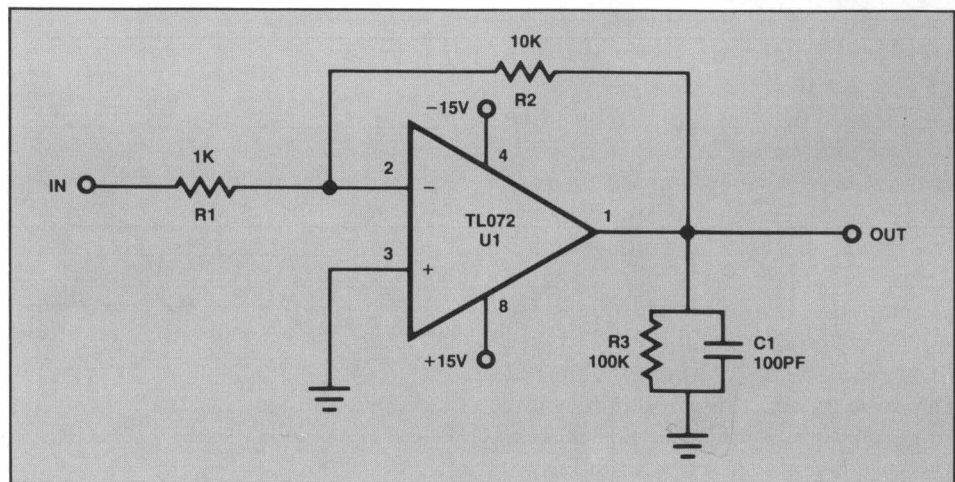 10K
R2
−15V
4
1K
IN
R1
2
−
TL072
U1
1
OUT
3
+
8
R3
100K
C1
100PF
+15V